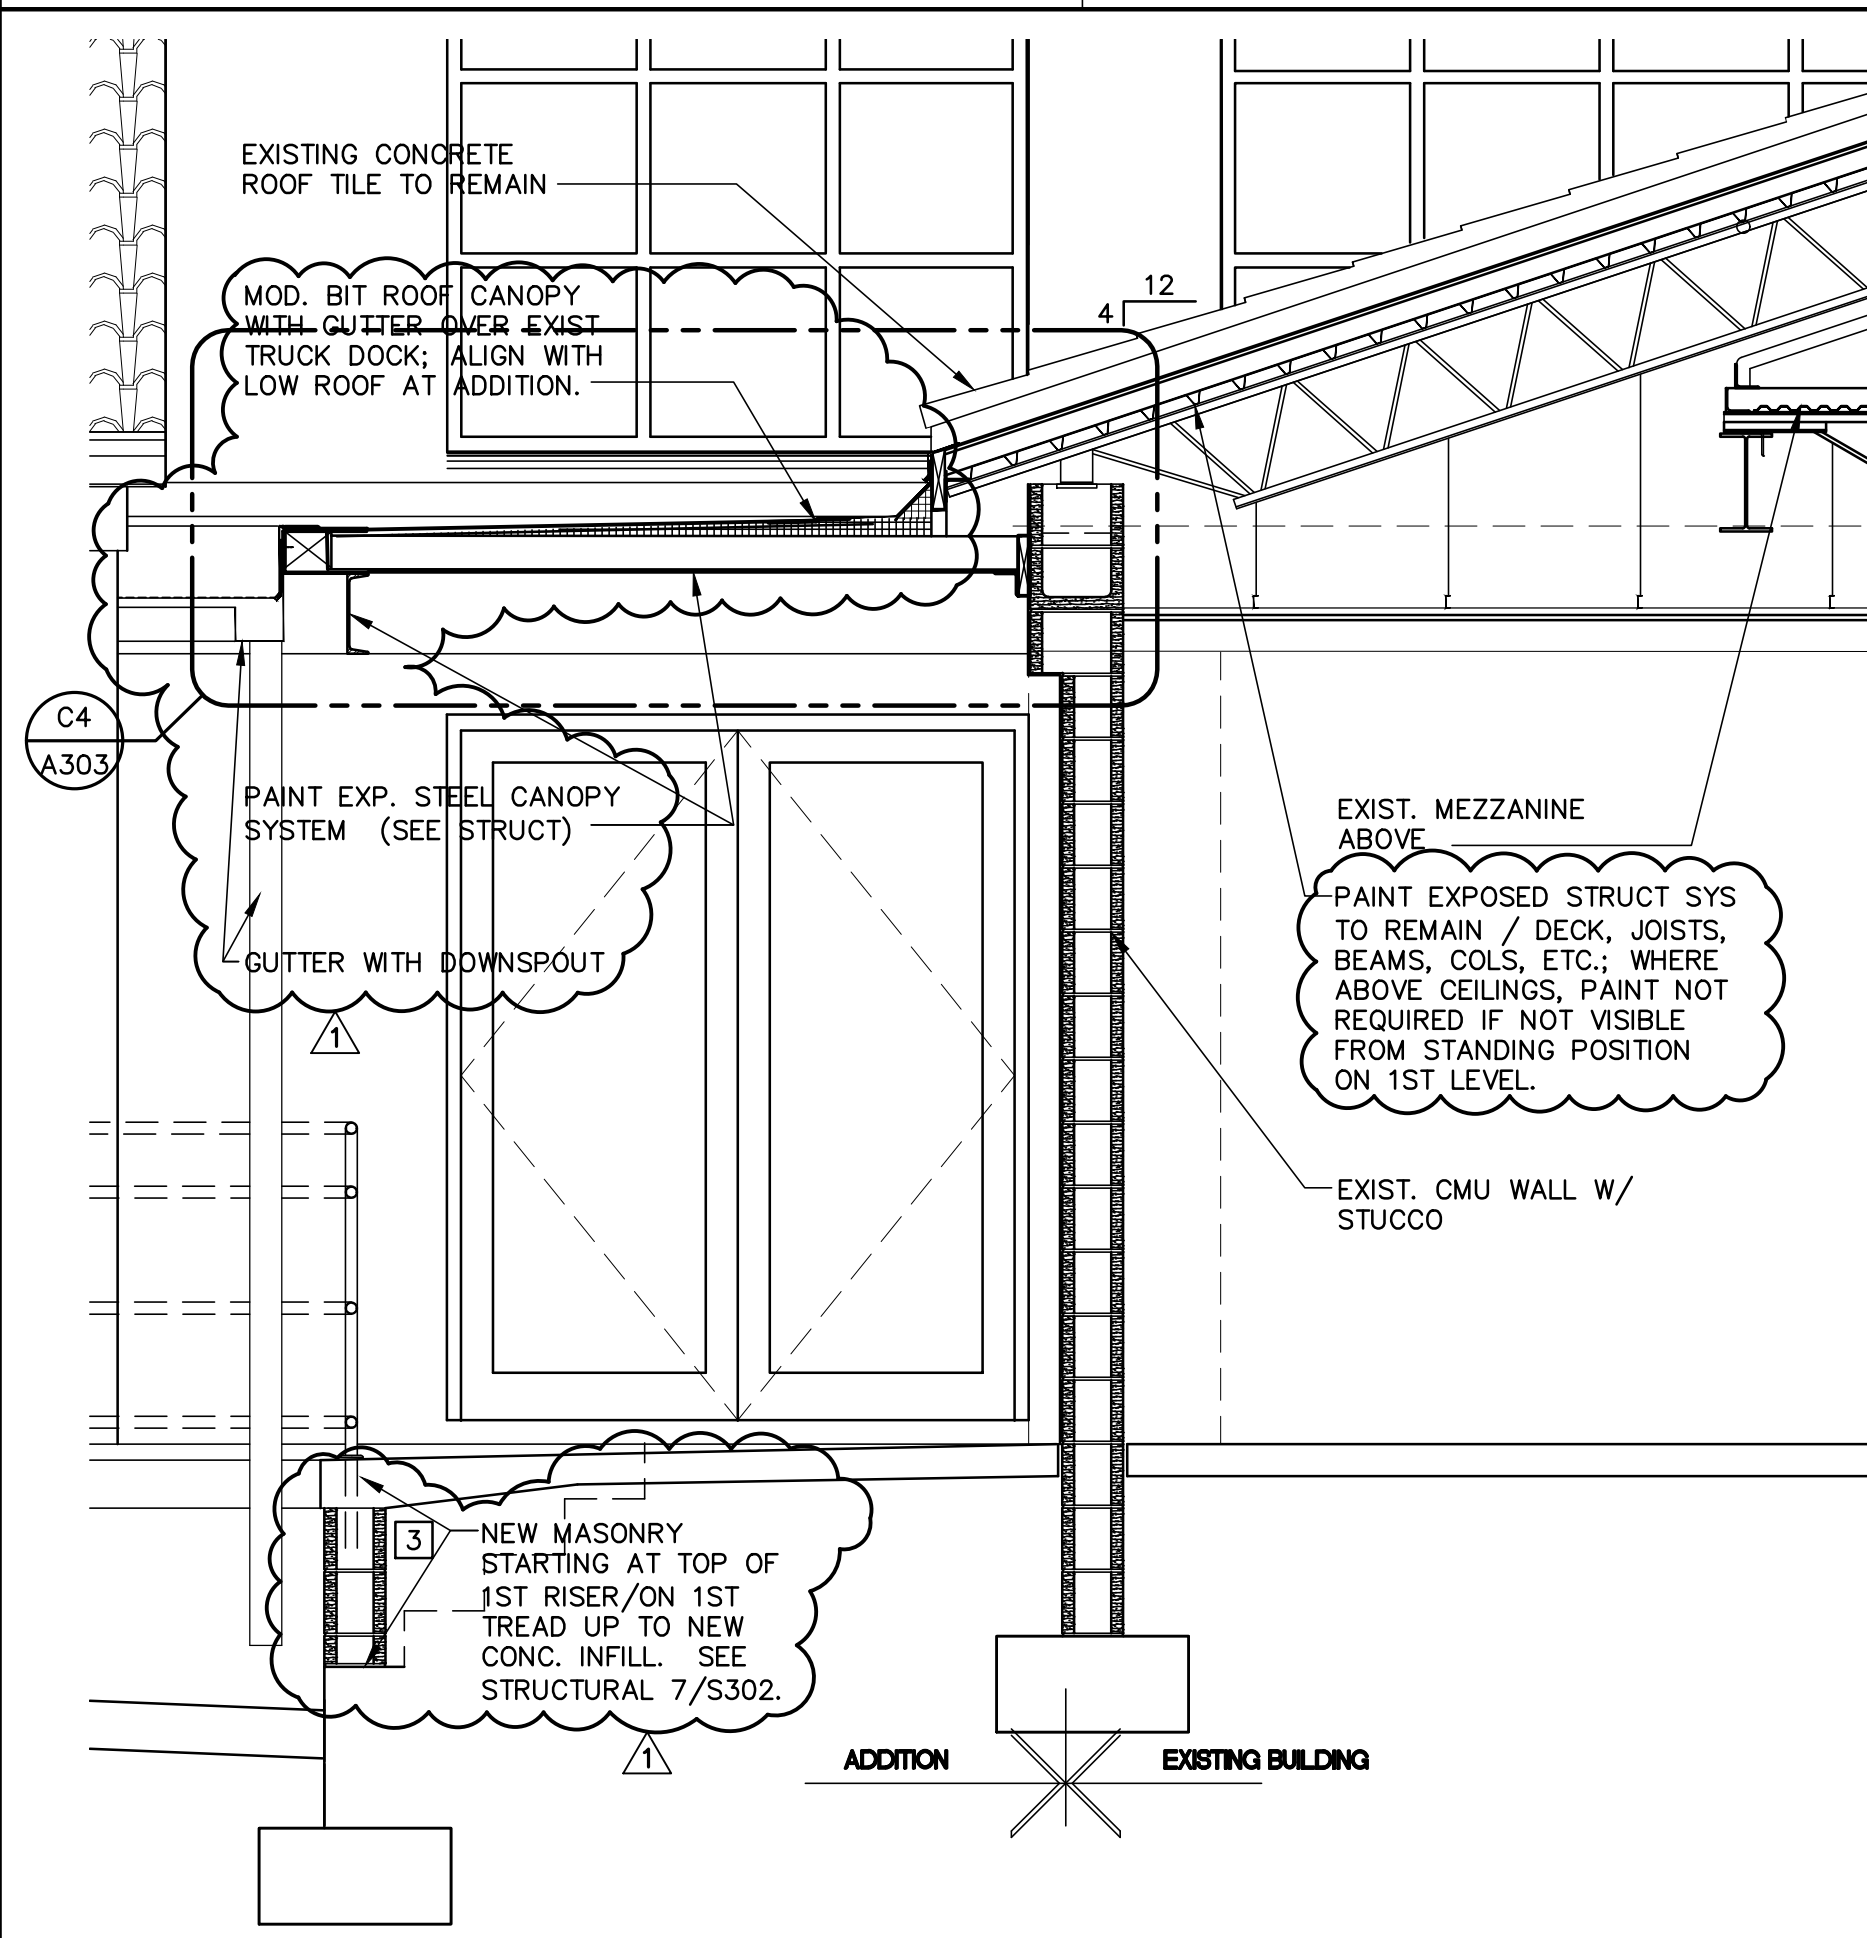 EXISTING CONCRETE
ROOF TILE TO REMAIN
MOD. BIT ROOF CANOPY
WITH GUTTER OVER EXIST
TRUCK DOCK; ALIGN WITH
LOW ROOF AT ADDITION.
12
4
C4
A303
PAINT EXP. STEEL CANOPY
SYSTEM (SEE STRUCT)
GUTTER WITH DOWNSPOUT
1
EXIST. MEZZANINE
ABOVE
PAINT EXPOSED STRUCT SYS
TO REMAIN / DECK, JOISTS,
BEAMS, COLS, ETC.; WHERE
ABOVE CEILINGS, PAINT NOT
REQUIRED IF NOT VISIBLE
FROM STANDING POSITION
ON 1ST LEVEL.
EXIST. CMU WALL W/
STUCCO
3
NEW MASONRY
STARTING AT TOP OF
1ST RISER/ON 1ST
TREAD UP TO NEW
CONC. INFILL. SEE
STRUCTURAL 7/S302.
1
ADDITION
EXISTING BUILDING